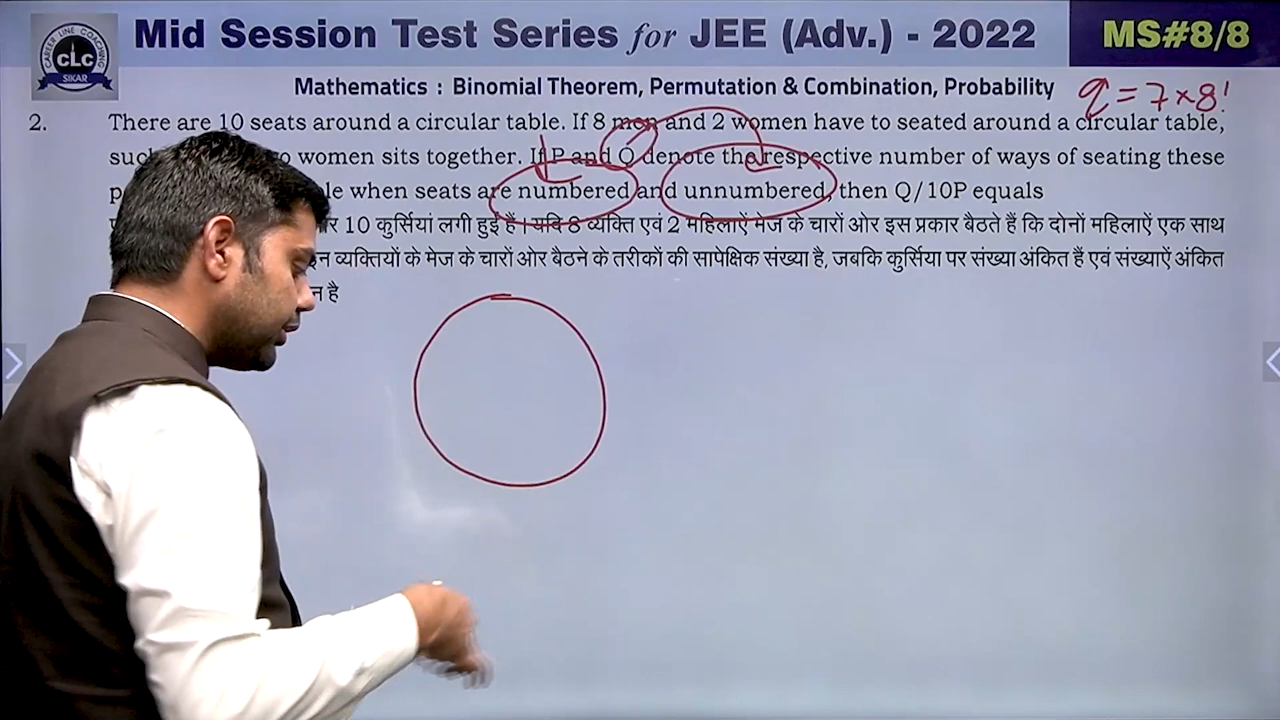 Mid Session Test Series for JEE (Adv.) - 2022
MS#8/8
CAREER LINE COACHING
CLC
SIKAR
Mathematics : Binomial Theorem, Permutation & Combination, Probability
q = 7 × 8!
2. There are 10 seats around a circular table. If 8 men and 2 women have to seated around a circular table,
women sits together. If P and Q denote the respective number of ways of seating these
when seats are numbered and unnumbered, then Q/10P equals
10 कुर्सियां लगी हुई हैं। यदि 8 व्यक्ति एवं 2 महिलाऐं मेज के चारों ओर इस प्रकार बैठते हैं कि दोनों महिलाऐं एक साथ
व्यक्तियों के मेज के चारों ओर बैठने के तरीकों की सापेक्षिक संख्या है, जबकि कुर्सिया पर संख्या अंकित हैं एवं संख्याऐं अंकित
है